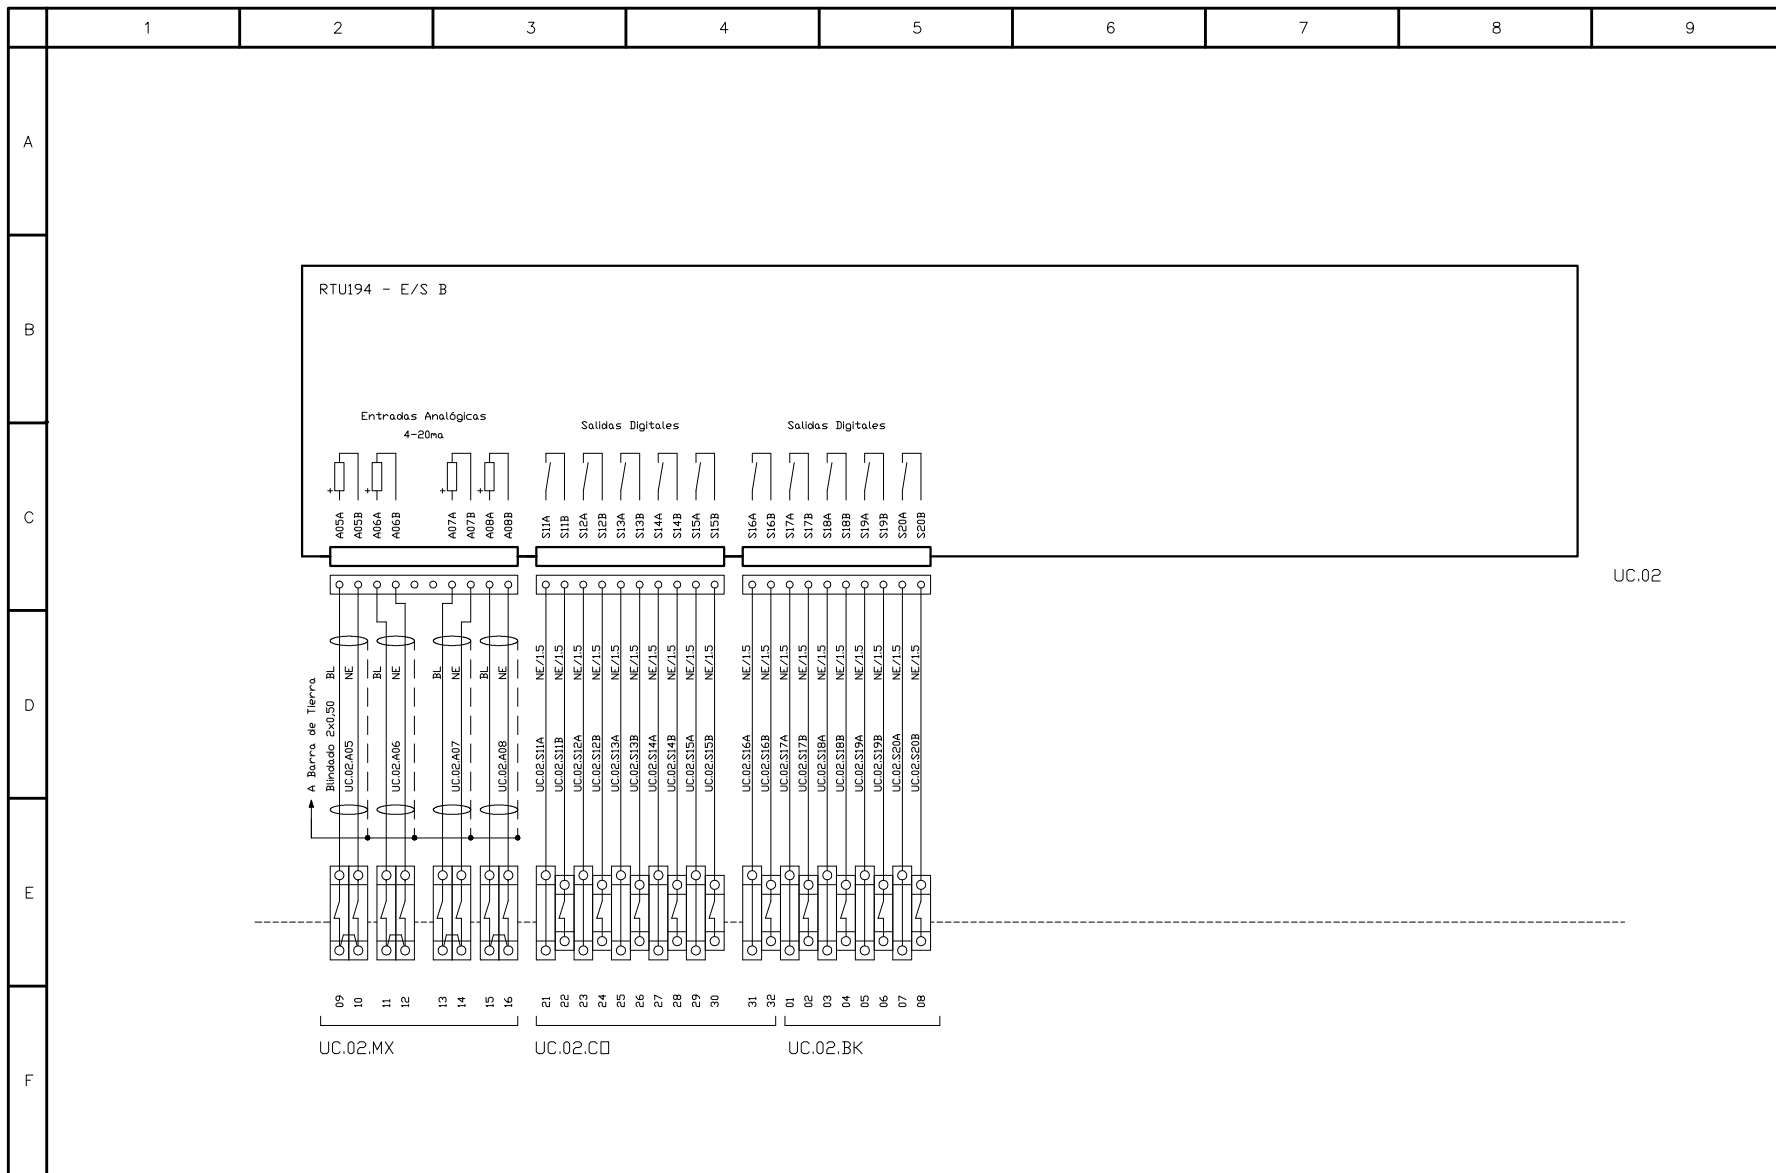 1 2 3 4 5 6 7 8 9
A
B
C
D
E
F
RTU194 - E/S B
Entradas Analógicas
4-20ma
Salidas Digitales
Salidas Digitales
+ + + +
A05A A05B A06A A06B A07A A07B A08A A08B
S11A S11B S12A S12B S13A S13B S14A S14B S15A S15B
S16A S16B S17A S17B S18A S18B S19A S19B S20A S20B
UC.02
A Barra de Tierra
Blindado 2x0,50
BL NE BL NE BL NE BL NE
NE/1.5 NE/1.5 NE/1.5 NE/1.5 NE/1.5 NE/1.5 NE/1.5 NE/1.5 NE/1.5 NE/1.5
NE/1.5 NE/1.5 NE/1.5 NE/1.5 NE/1.5 NE/1.5 NE/1.5 NE/1.5 NE/1.5 NE/1.5
UC.02.A05 UC.02.A06 UC.02.A07 UC.02.A08
UC.02.S11A UC.02.S11B UC.02.S12A UC.02.S12B UC.02.S13A UC.02.S13B UC.02.S14A UC.02.S14B UC.02.S15A UC.02.S15B
UC.02.S16A UC.02.S16B UC.02.S17A UC.02.S17B UC.02.S18A UC.02.S18B UC.02.S19A UC.02.S19B UC.02.S20A UC.02.S20B
09 10 11 12 13 14 15 16
21 22 23 24 25 26 27 28 29 30
31 32 01 02 03 04 05 06 07 08
UC.02.MX
UC.02.CO
UC.02.BK